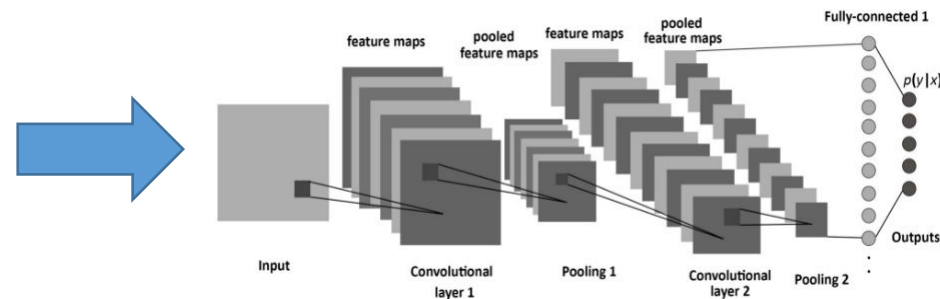 feature maps
pooled
feature maps
feature maps
pooled
feature maps
Fully-connected 1
p(y|x)
Outputs
Input
Convolutional
layer 1
Pooling 1
Convolutional
layer 2
Pooling 2